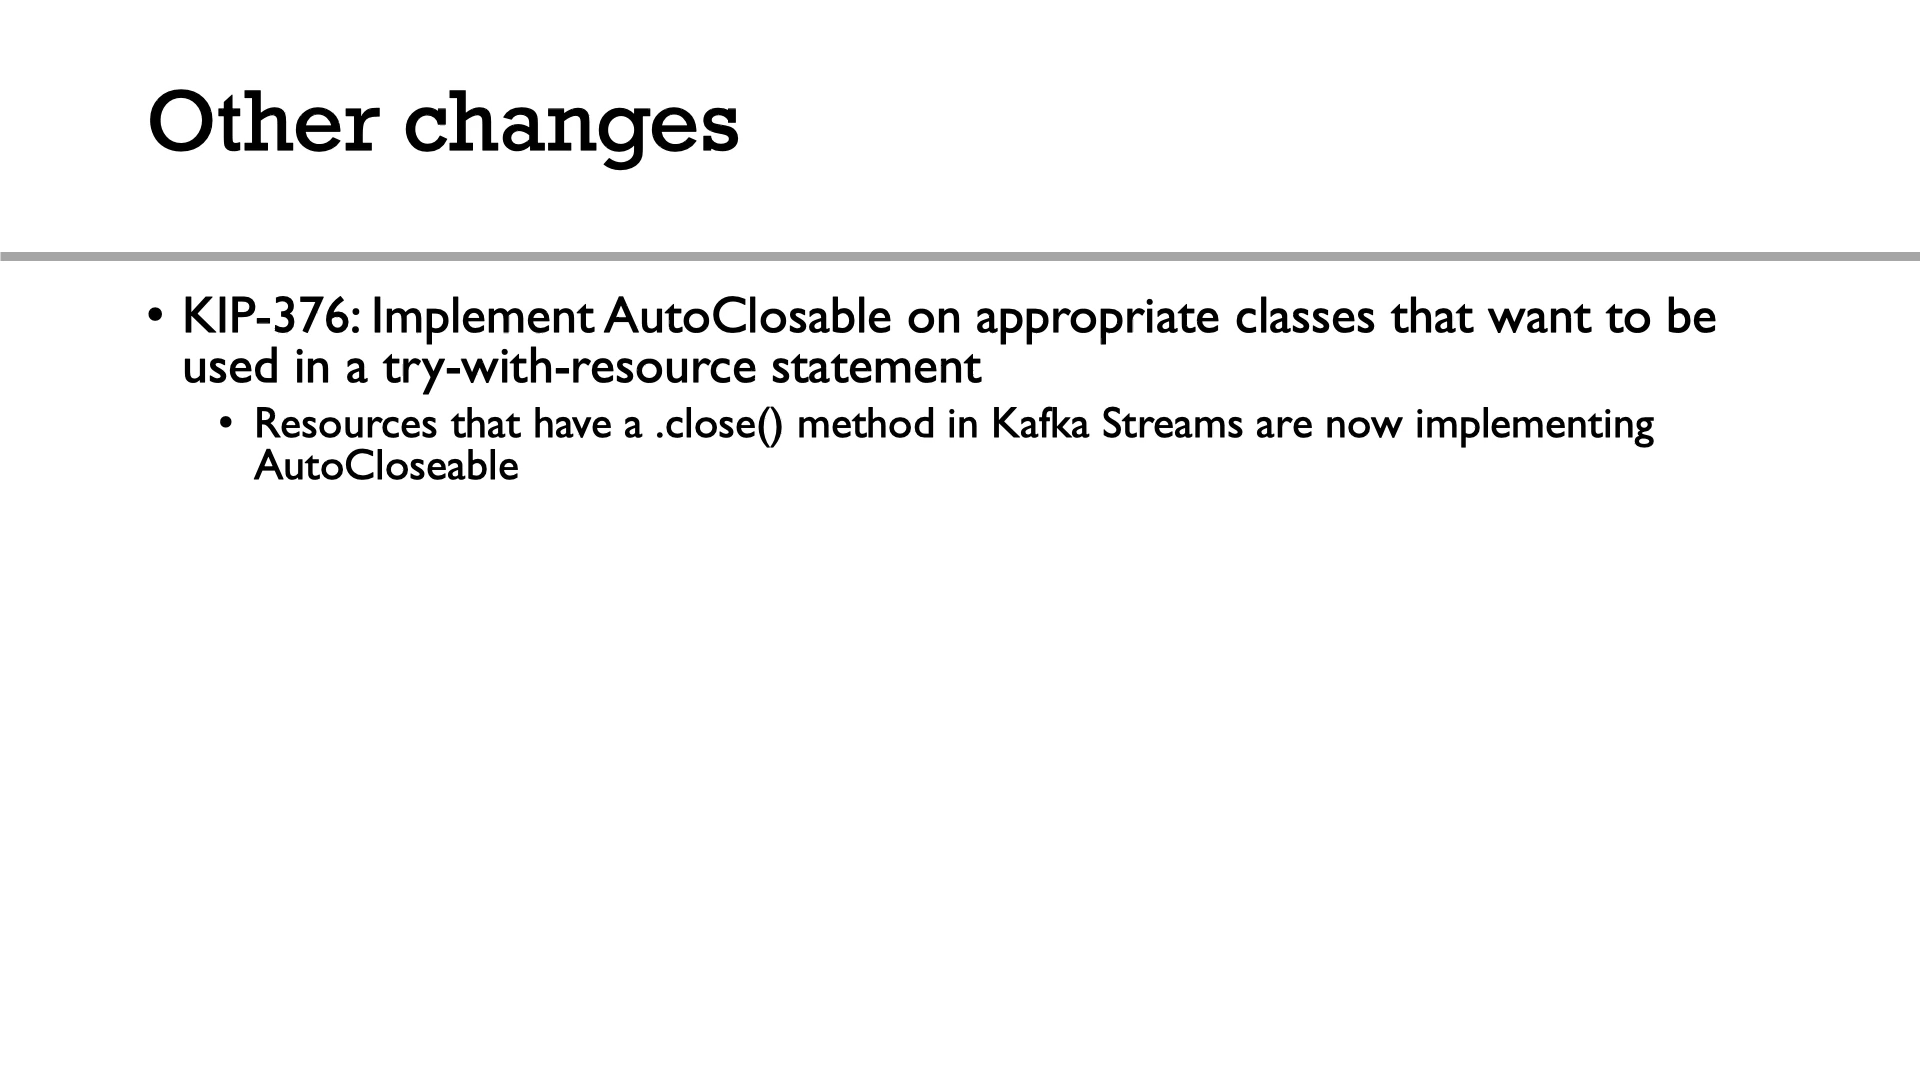 Other changes
• KIP-376: Implement AutoClosable on appropriate classes that want to be
used in a try-with-resource statement
• Resources that have a .close() method in Kafka Streams are now implementing
AutoCloseable